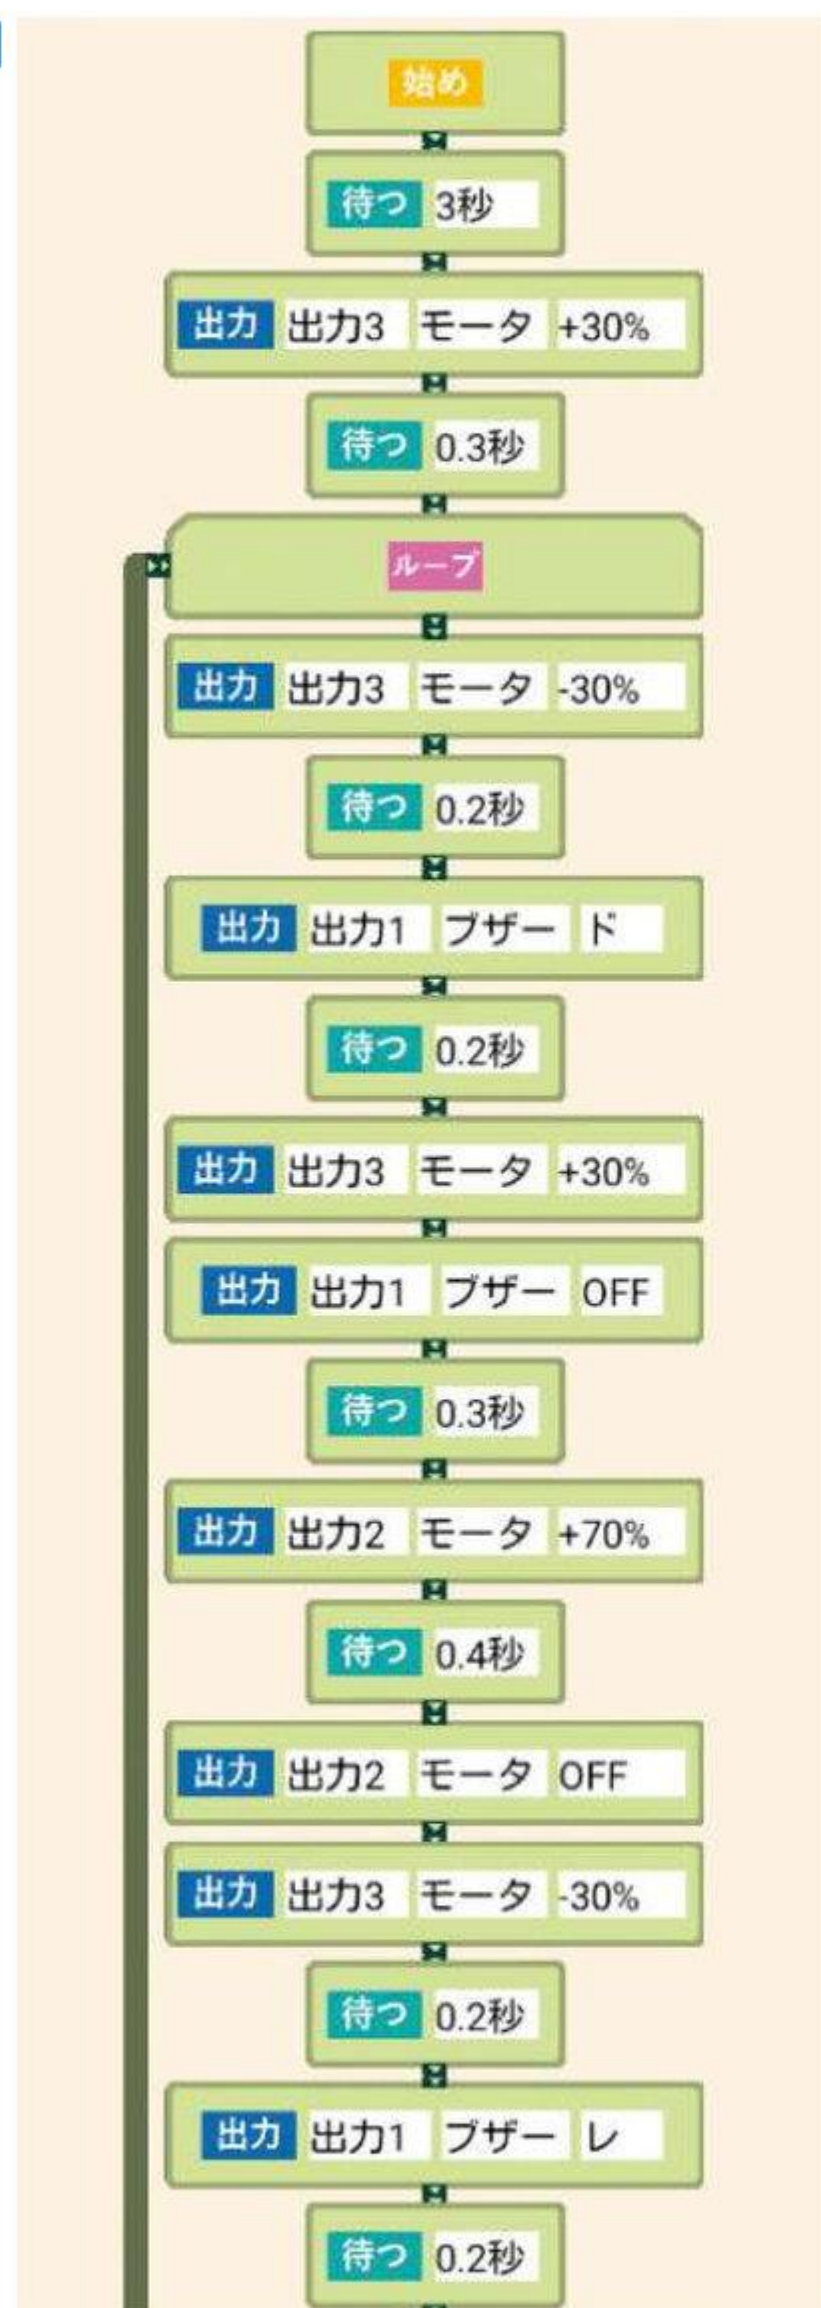 始め
待つ 3秒
出力 出力3 モータ +30%
待つ 0.3秒
ループ
出力 出力3 モータ -30%
待つ 0.2秒
出力 出力1 ブザー ド
待つ 0.2秒
出力 出力3 モータ +30%
出力 出力1 ブザー OFF
待つ 0.3秒
出力 出力2 モータ +70%
待つ 0.4秒
出力 出力2 モータ OFF
出力 出力3 モータ -30%
待つ 0.2秒
出力 出力1 ブザー レ
待つ 0.2秒